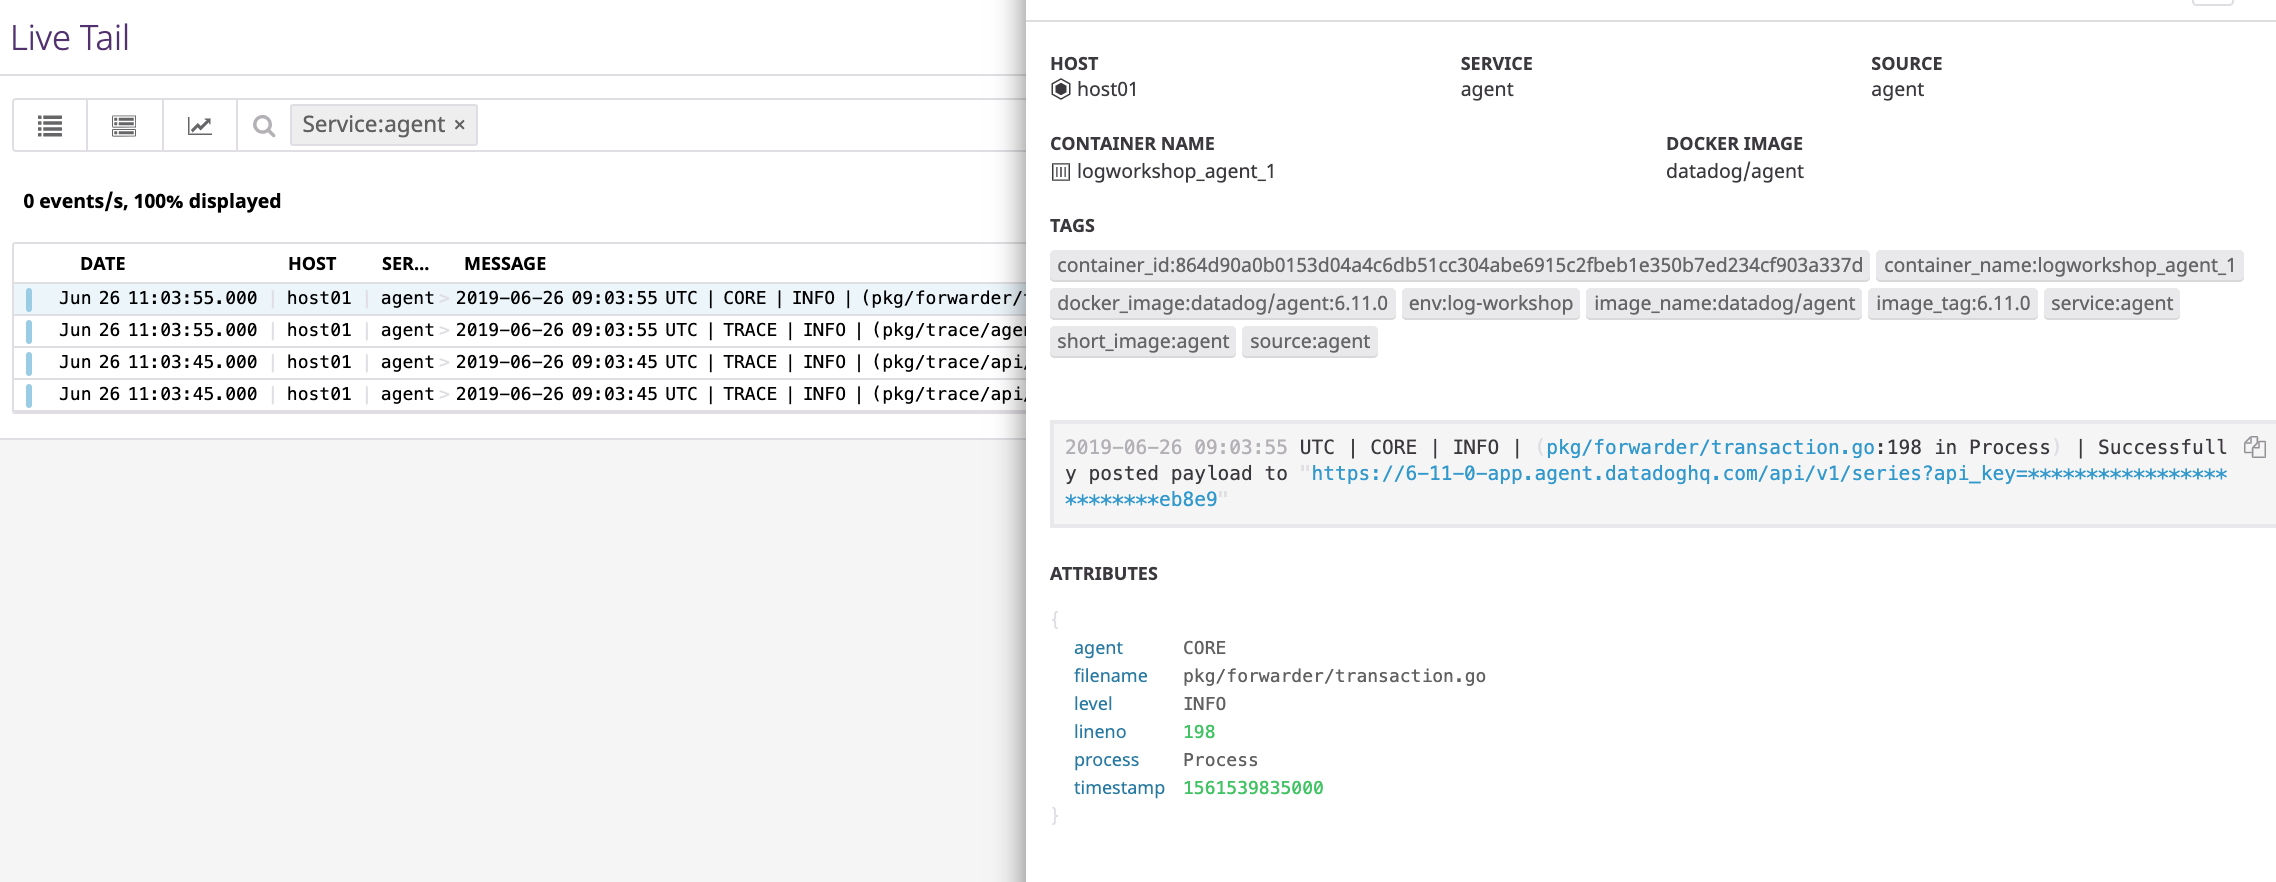 Live Tail
Service:agent ×
0 events/s, 100% displayed
DATE HOST SER... MESSAGE
Jun 26 11:03:55.000 | host01 | agent > 2019-06-26 09:03:55 UTC | CORE | INFO | (pkg/forwarder/
Jun 26 11:03:55.000 | host01 | agent > 2019-06-26 09:03:55 UTC | TRACE | INFO | (pkg/trace/agen
Jun 26 11:03:45.000 | host01 | agent > 2019-06-26 09:03:45 UTC | TRACE | INFO | (pkg/trace/api/
Jun 26 11:03:45.000 | host01 | agent > 2019-06-26 09:03:45 UTC | TRACE | INFO | (pkg/trace/api/
HOST SERVICE SOURCE
host01 agent agent
CONTAINER NAME DOCKER IMAGE
logworkshop_agent_1 datadog/agent
TAGS
container_id:864d90a0b0153d04a4c6db51cc304abe6915c2fbeb1e350b7ed234cf903a337d container_name:logworkshop_agent_1
docker_image:datadog/agent:6.11.0 env:log-workshop image_name:datadog/agent image_tag:6.11.0 service:agent
short_image:agent source:agent
2019-06-26 09:03:55 UTC | CORE | INFO | (pkg/forwarder/transaction.go:198 in Process) | Successfull
y posted payload to "https://6-11-0-app.agent.datadoghq.com/api/v1/series?api_key=*****************
********eb8e9"
ATTRIBUTES
{
agent CORE
filename pkg/forwarder/transaction.go
level INFO
lineno 198
process Process
timestamp 1561539835000
}